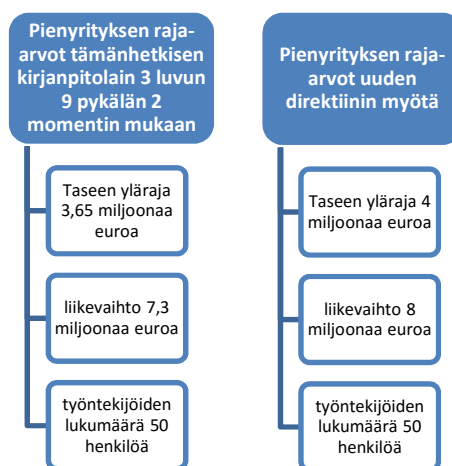 Pienyrityksen raja-
arvot tämänhetkisen
kirjanpitolain 3 luvun
9 pykälän 2
momentin mukaan
Taseen yläraja
3,65 miljoonaa
euroa
liikevaihto 7,3
miljoonaa euroa
työntekijöiden
lukumäärä 50
henkilöä
Pienyrityksen raja-
arvot uuden
direktiinin myötä
Taseen yläraja 4
miljoonaa euroa
liikevaihto 8
miljoonaa euroa
työntekijöiden
lukumäärä 50
henkilöä